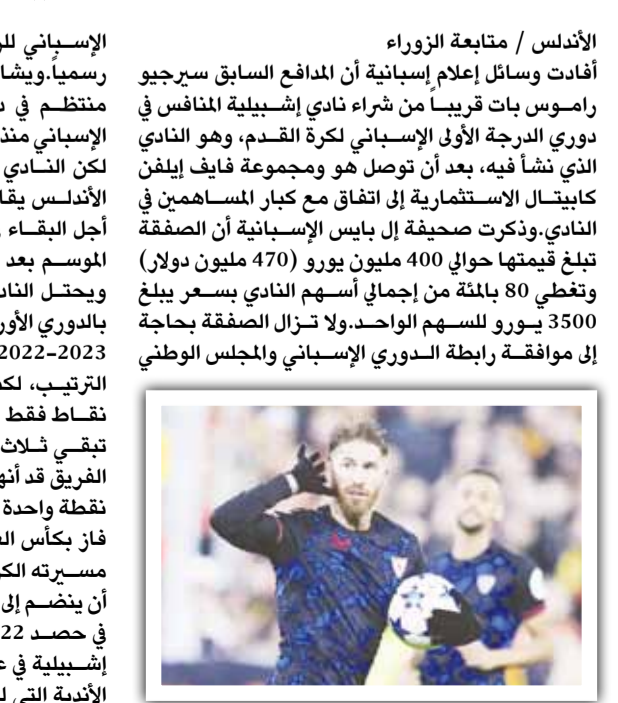 الأندلس / متابعة الزوراء
أفادت وسائل إعلام إسبانية أن المدافع السابق سيرجيو
راموس بات قريباً من شراء نادي إشبيلية المنافس في
دوري الدرجة الأولى الإسباني لكرة القدم، وهو النادي
الذي نشأ فيه، بعد أن توصل هو ومجموعة فايف إيلفن
كابيتال الاستثمارية إلى اتفاق مع كبار المساهمين في
النادي.وذكرت صحيفة إل بايس الإسبانية أن الصفقة
تبلغ قيمتها حوالي 400 مليون يورو (470 مليون دولار)
وتغطي 80 بالمئة من إجمالي أسهم النادي بسعر يبلغ
3500 يورو للسهم الواحد.ولا تزال الصفقة بحاجة
إلى موافقة رابطة الدوري الإسباني والمجلس الوطني
الإسباني
رسمياً.ويشا
منتظم في
الإسباني منذ
لكن النادي
الأندلس يقا
أجل البقاء
الموسم بعد
ويحتل الناد
بالدوري الأور
2022-2023
الترتيب، لك
نقاط فقط
تبقي ثلاث
الفريق قد أنه
نقطة واحدة
فاز بكأس ال
مسيرته الك
أن ينضم إلى
في حصد 22
إشبيلية في
الأندية التي